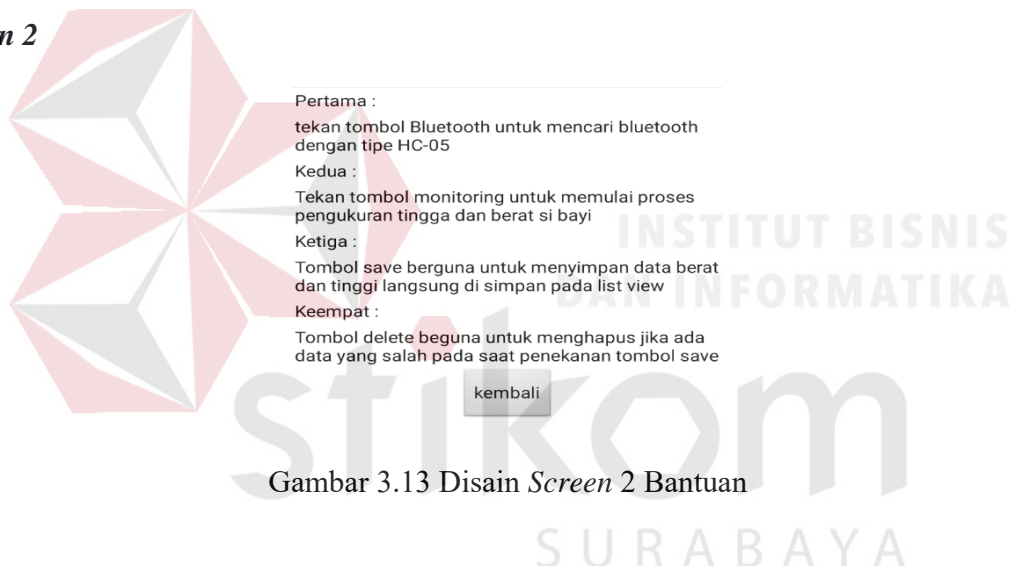 n 2
Pertama :
tekan tombol Bluetooth untuk mencari bluetooth
dengan tipe HC-05
Kedua :
Tekan tombol monitoring untuk memulai proses
pengukuran tingga dan berat si bayi
Ketiga :
Tombol save berguna untuk menyimpan data berat
dan tinggi langsung di simpan pada list view
Keempat :
Tombol delete beguna untuk menghapus jika ada
data yang salah pada saat penekanan tombol save
kembali
Gambar 3.13 Disain Screen 2 Bantuan
INSTITUT BISNIS
DAN INFORMATIKA
stikom
SURABAYA